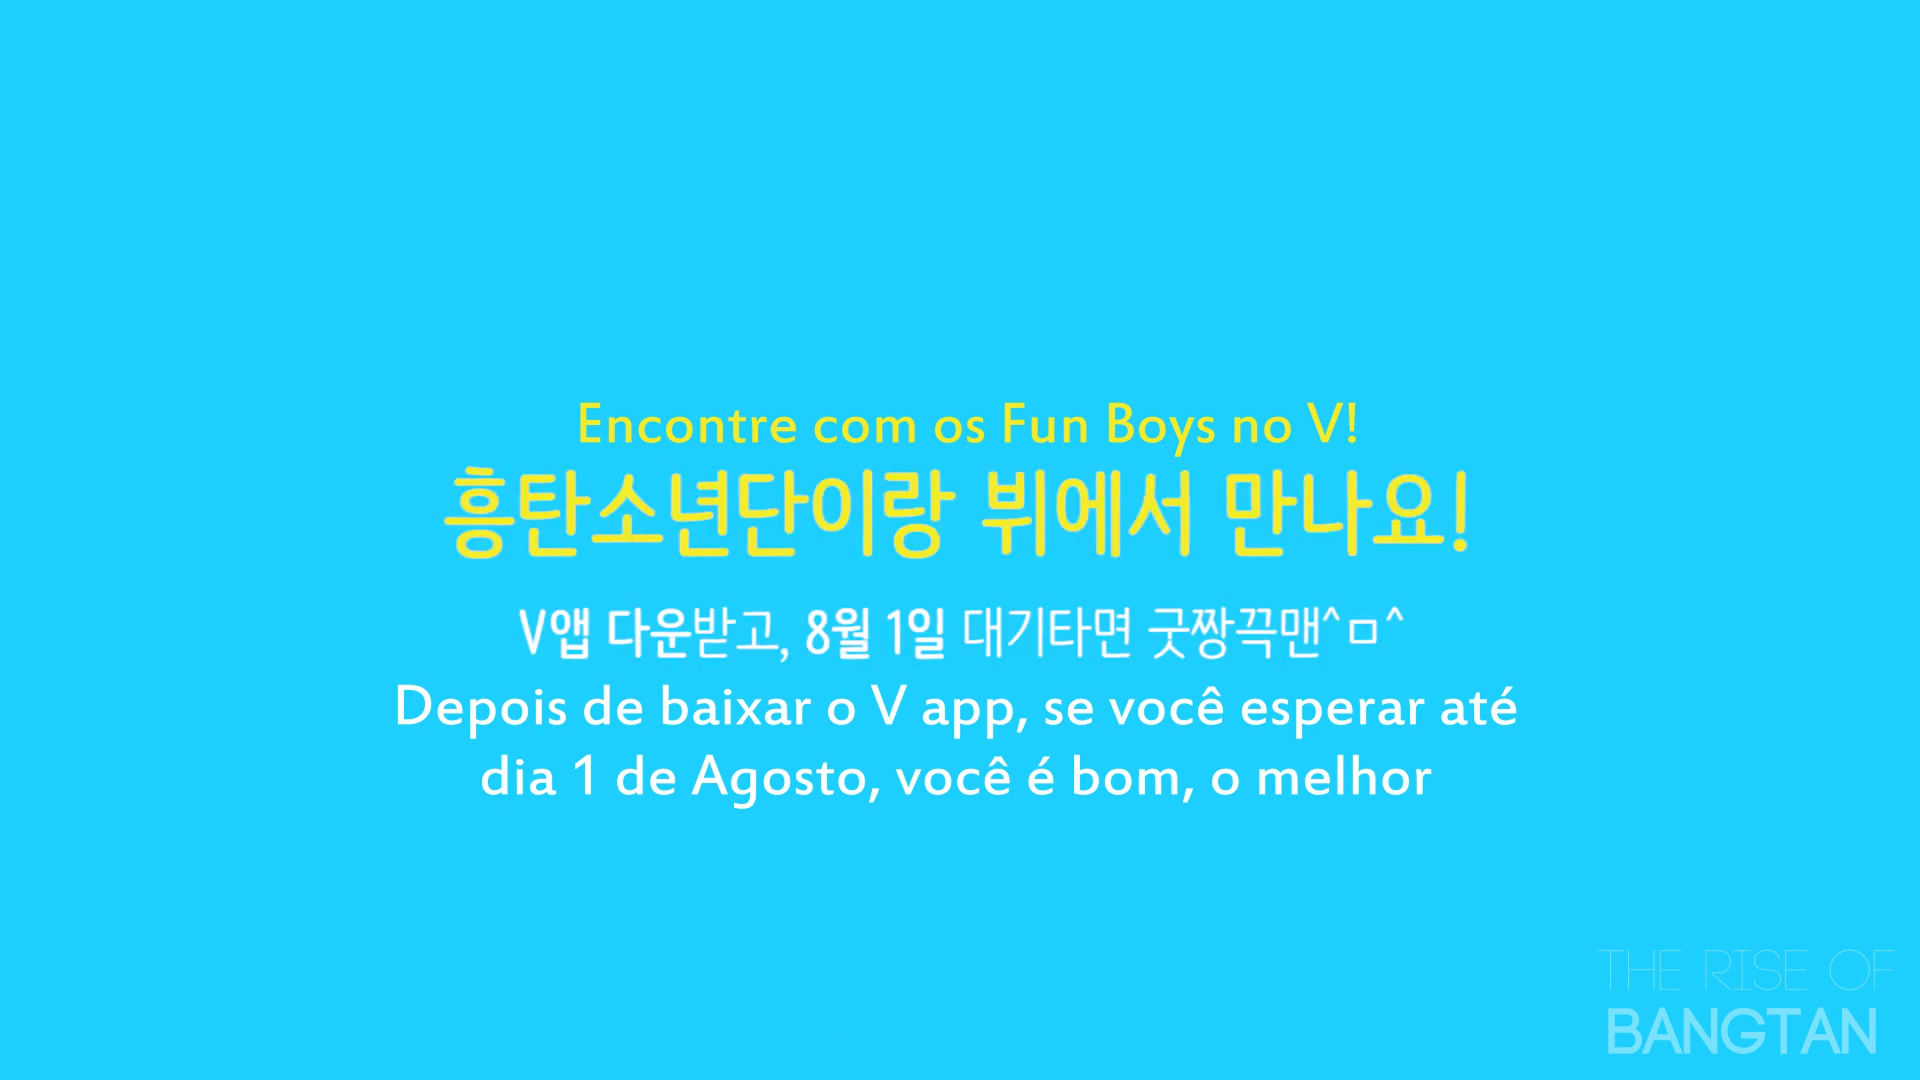 Encontre com os Fun Boys no V!
흥탄소년단이랑 뷔에서 만나요!
V앱 다운받고, 8월 1일 대기타면 굿짱끅맨^ㅁ^
Depois de baixar o V app, se você esperar até
dia 1 de Agosto, você é bom, o melhor
THE RISE OF
BANGTAN